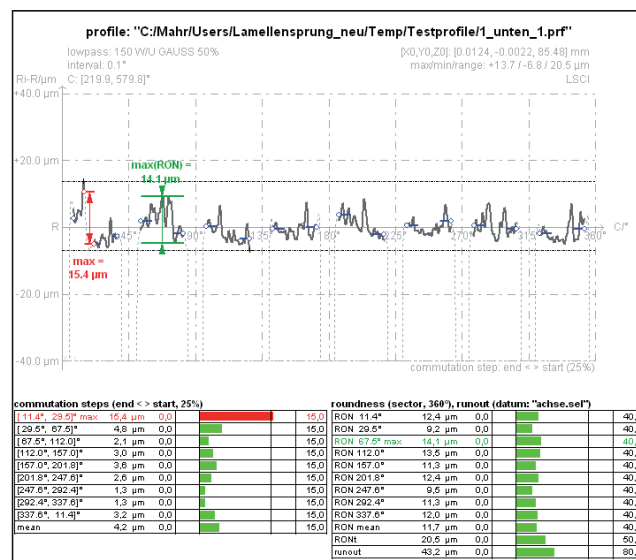 profile: "C:/Mahr/Users/Lamellensprung_neu/Temp/Testprofile/1_unten_1.prf"
lowpass: 150 W/U GAUSS 50%
interval: 0.1°
Ri-R/µm C: [219.9, 579.8]°
[X0,Y0,Z0]: [0.0124, -0.0022, 85.48] mm
max/min/range: +13.7 / -6.8 / 20.5 µm
LSCI
+40.0 µm
+20.0 µm
max(RON) =
14.1 µm
R
45° 90° 135° 180° 225° 270° 315° 360°
C/°
max =
15.4 µm
-20.0 µm
-40.0 µm
commutation step: end <> start (25%)
commutation steps (end <> start, 25%)
[ 11.4°, 29.5]° max 15,4 µm 0,0 15,0
[29.5°, 67.5]° 4,8 µm 0,0 15,0
[67.5°, 112.0]° 2,1 µm 0,0 15,0
[112.0°, 157.0]° 3,0 µm 0,0 15,0
[157.0°, 201.8]° 3,6 µm 0,0 15,0
[201.8°, 247.6]° 2,6 µm 0,0 15,0
[247.6°, 292.4]° 1,3 µm 0,0 15,0
[292.4°, 337.6]° 1,3 µm 0,0 15,0
[337.6°, 11.4]° 3,2 µm 0,0 15,0
mean 4,2 µm 0,0 15,0
roundness (sector, 360°), runout (datum: "achse.sel")
RON 11.4° 12,4 µm 0,0 40,
RON 29.5° 9,2 µm 0,0 40,
RON 67.5° max 14,1 µm 0,0 40,
RON 112.0° 13,5 µm 0,0 40,
RON 157.0° 11,3 µm 0,0 40,
RON 201.8° 12,4 µm 0,0 40,
RON 247.6° 9,5 µm 0,0 40,
RON 292.4° 11,3 µm 0,0 40,
RON 337.6° 12,0 µm 0,0 40,
RON mean 11,7 µm 0,0 40,
RONt 20,5 µm 0,0 50,
runout 43,2 µm 0,0 80,